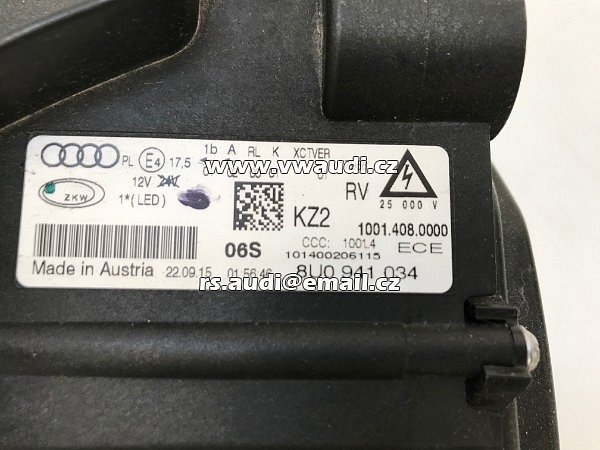 1b A RL K XCTVER
PL E4 17,5
www.vwaudi.cz
12V 24V
RV
25 000 V
ZKW
1*(LED)
KZ2
1001.408.0000
06S
CCC: 1001.4
ECE
101400206115
Made in Austria
22.09.15
01:56:46
8U0 941 034
rs.audi@email.cz